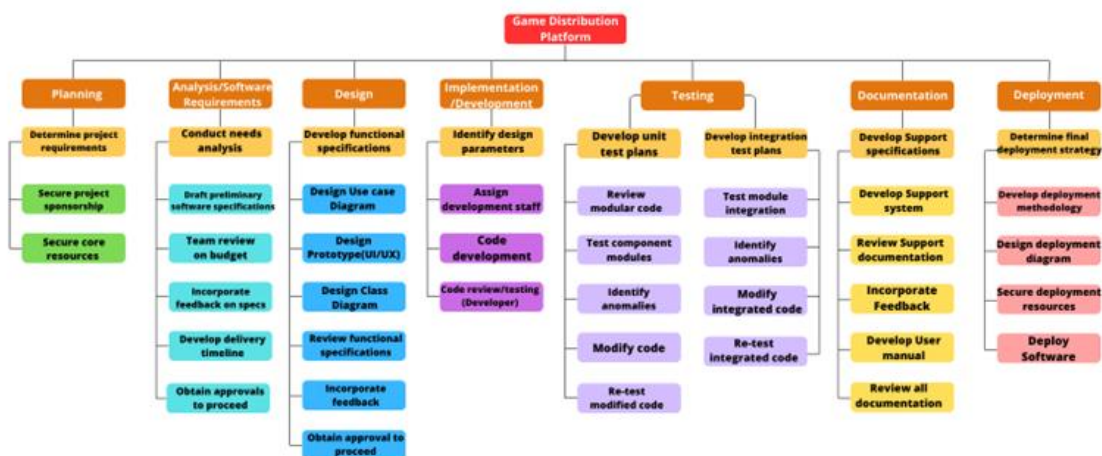 Game Distribution
Platform
Planning
Analysis/Software
Requirements
Design
Implementation
/Development
Testing
Documentation
Deployment
Determine project
requirements
Secure project
sponsorship
Secure core
resources
Conduct needs
analysis
Draft preliminary
software specifications
Team review
on budget
Incorporate
feedback on specs
Develop delivery
timeline
Obtain approvals
to proceed
Develop functional
specifications
Design Use case
Diagram
Design
Prototype(UI/UX)
Design Class
Diagram
Review functional
specifications
Incorporate
feedback
Obtain approval to
proceed
Identify design
parameters
Assign
development staff
Code
development
Code review/testing
(Developer)
Develop unit
test plans
Review
modular code
Test component
modules
Identify
anomalies
Modify code
Re-test
modified code
Develop integration
test plans
Test module
integration
Identify
anomalies
Modify
integrated code
Re-test
integrated code
Develop Support
specifications
Develop Support
system
Review Support
documentation
Incorporate
Feedback
Develop User
manual
Review all
documentation
Determine final
deployment strategy
Develop deployment
methodology
Design deployment
diagram
Secure deployment
resources
Deploy
Software